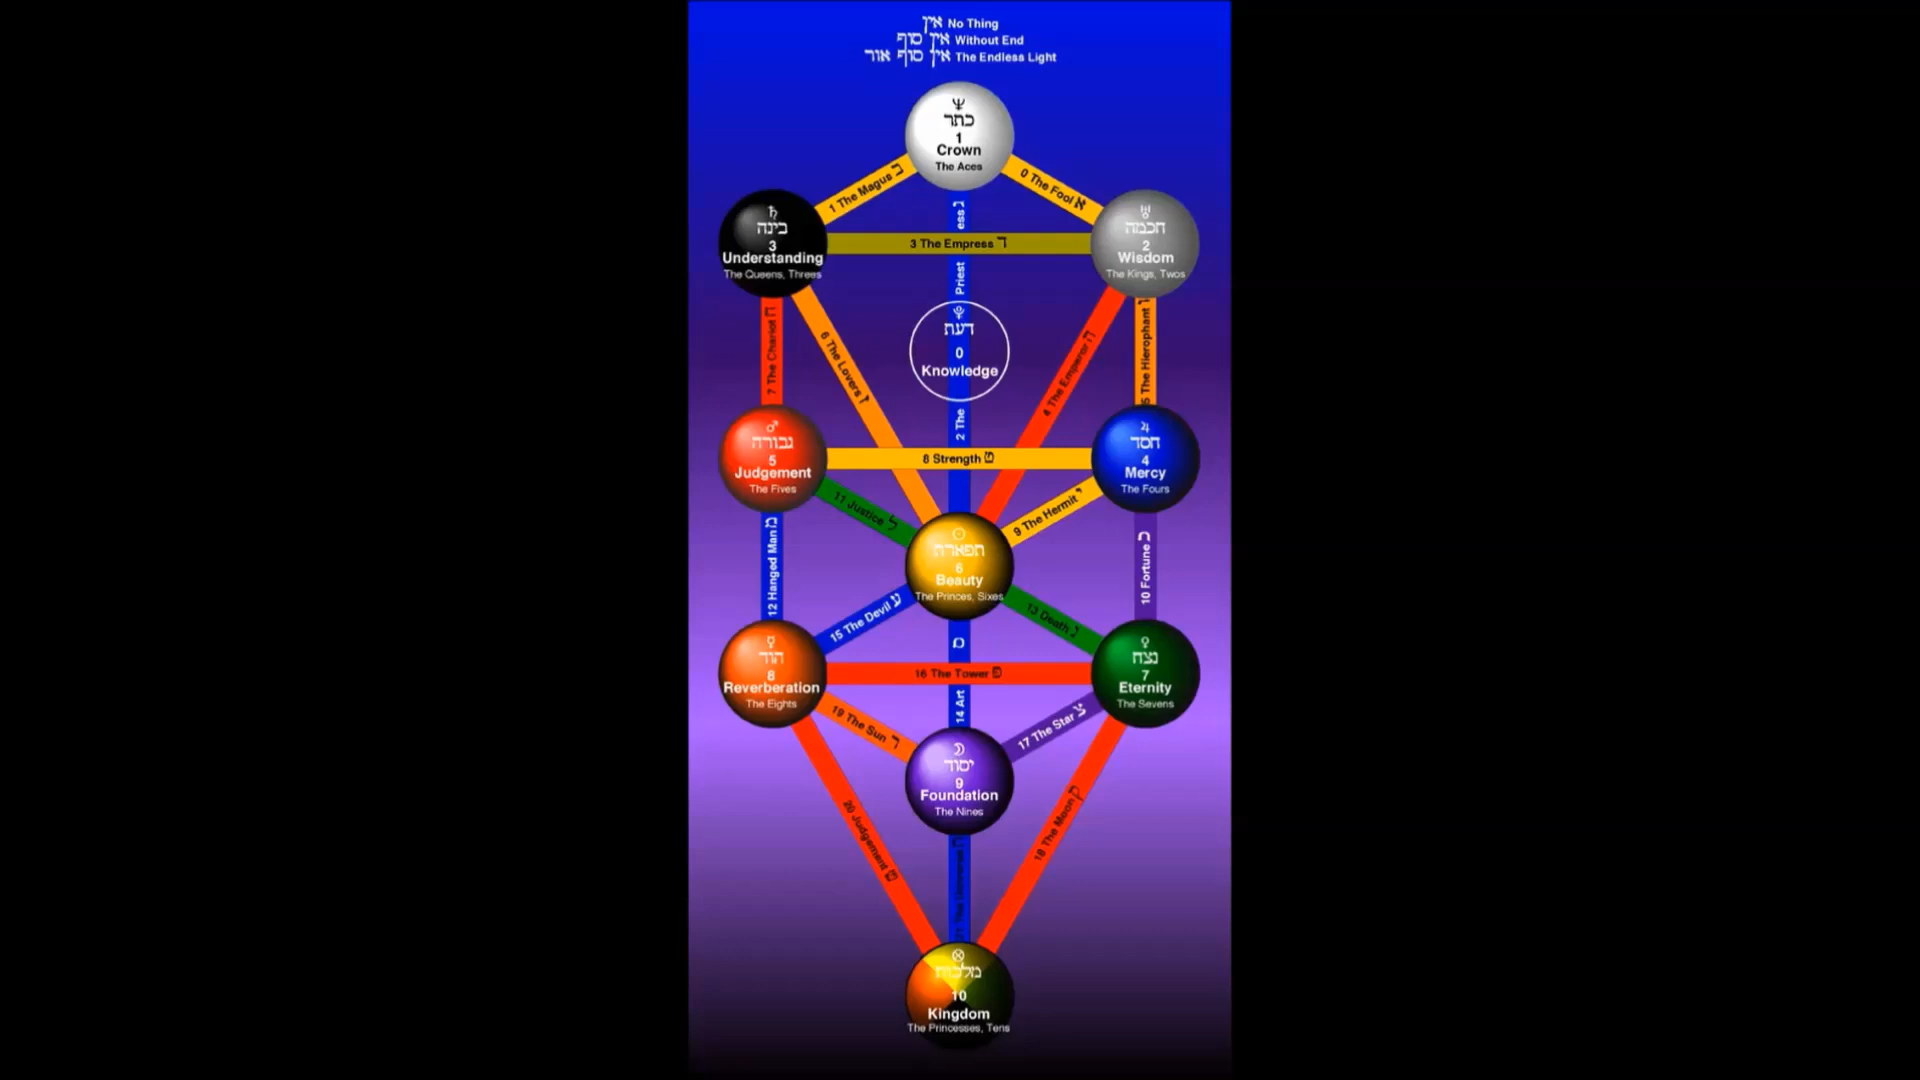 אין No Thing
אין סוף Without End
אין סוף אור The Endless Light
♆
כתר
1
Crown
The Aces
1 The Magus ב
0 The Fool א
♄
בינה
3
Understanding
The Queens, Threes
♅
חכמה
2
Wisdom
The Kings, Twos
3 The Empress ד
2 The Priest ess ג
דעת
0
Knowledge
7 The Chariot ח
6 The Lovers ז
4 The Emperor ה
5 The Hierophant ו
♂
גבורה
5
Judgement
The Fives
♃
חסד
4
Mercy
The Fours
8 Strength ט
11 Justice ל
9 The Hermit י
☉
תפארת
6
Beauty
The Princes, Sixes
12 Hanged Man מ
10 Fortune כ
15 The Devil ע
13 Death נ
☿
הוד
8
Reverberation
The Eights
♀
נצח
7
Eternity
The Sevens
16 The Tower פ
14 Art מ
19 The Sun ר
17 The Star צ
☽
יסוד
9
Foundation
The Nines
20 Judgement ש
21 The Universe ת
18 The Moon ק
⊗
מלכות
10
Kingdom
The Princesses, Tens